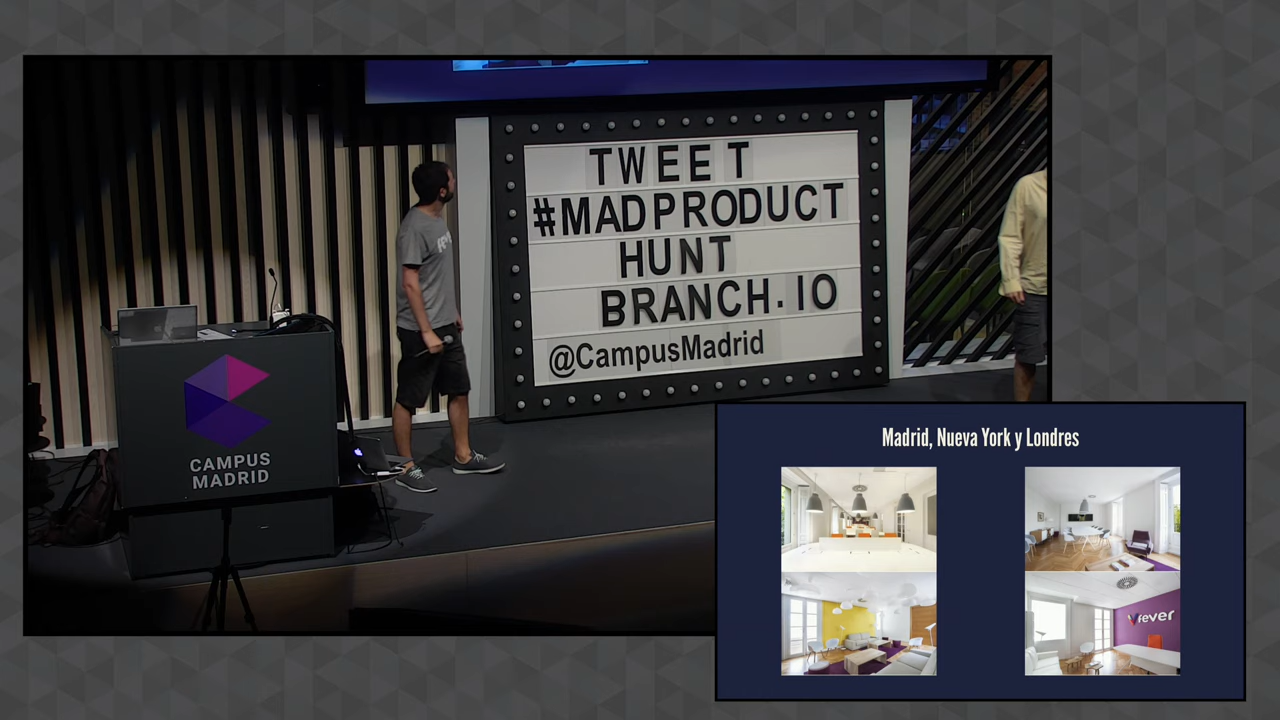 TWEET
#MADPRODUCT
HUNT
BRANCH.IO
@CampusMadrid
CAMPUS
MADRID
Madrid, Nueva York y Londres
fever